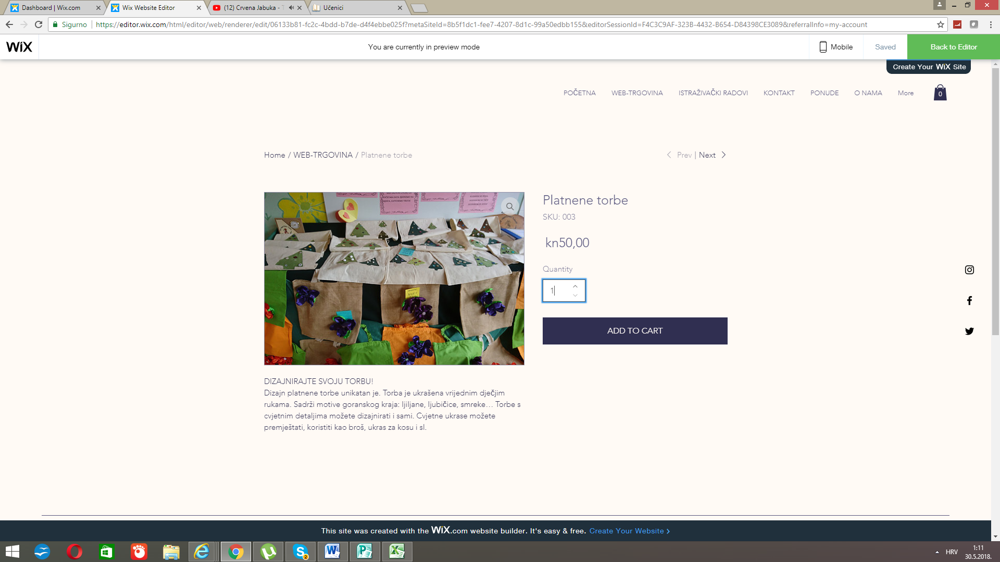 Dashboard | Wix.com
Wix Website Editor
(12) Crvena Jabuka -
Učenici
Sigurno
https://editor.wix.com/html/editor/web/renderer/edit/06133b81-fc2c-4bdd-b7de-d4f4ebbe025f?metaSiteId=8b5f1dc1-fee7-4207-8d1c-99a50edbb155&editorSessionId=F4C3C9AF-323B-4432-B654-D84398CE3089&referralInfo=my-account
WiX
You are currently in preview mode
Mobile
Saved
Back to Editor
Create Your WiX Site
POČETNA
WEB-TRGOVINA
ISTRAŽIVAČKI RADOVI
KONTAKT
PONUDE
O NAMA
More
0
Home / WEB-TRGOVINA / Platnene torbe
Prev | Next
Platnene torbe
SKU: 003
kn50,00
Quantity
1
ADD TO CART
DIZAJNIRAJTE SVOJU TORBU!
Dizajn platnene torbe unikatan je. Torba je ukrašena vrijednim dječjim
rukama. Sadrži motive goranskog kraja: ljiljane, ljubičice, smreke… Torbe s
cvjetnim detaljima možete dizajnirati i sami. Cvjetne ukrase možete
premještati, koristiti kao broš, ukras za kosu i sl.
This site was created with the WiX.com website builder. It's easy & free. Create Your Website >
2
HRV
1:11
30.5.2018.